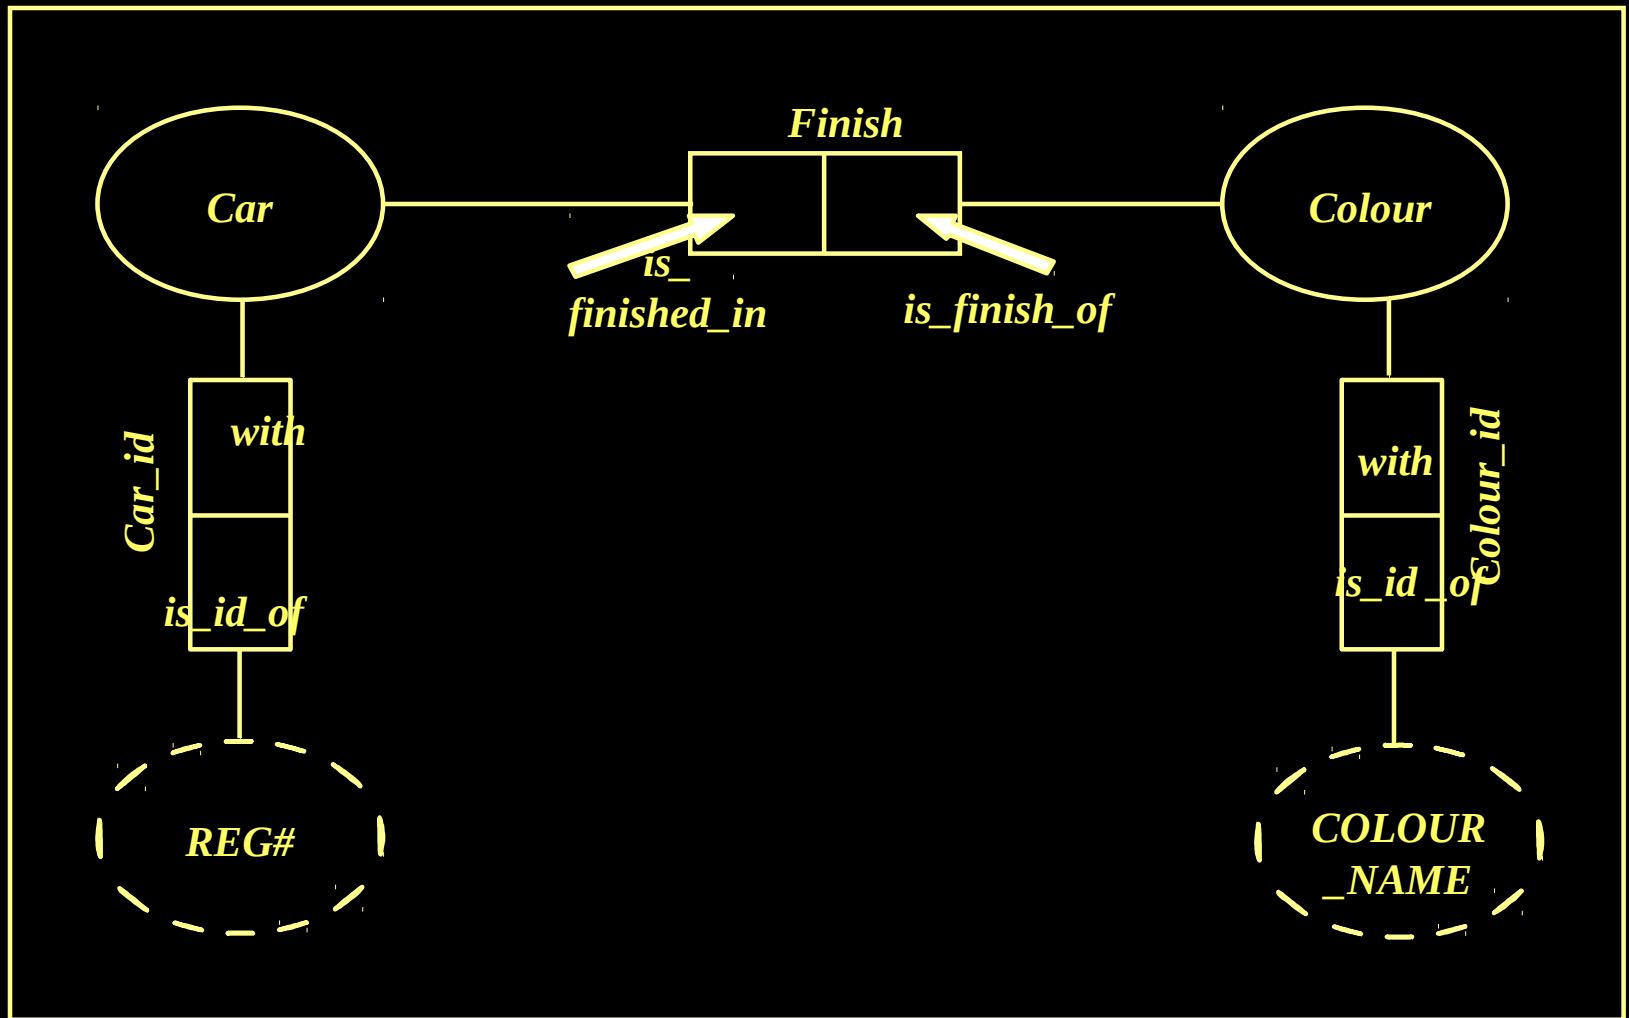 Finish
Car
Colour
is_
finished_in
is_finish_of
Car_id
with
with
Colour_id
is_id_of
is_id _of
REG#
COLOUR
_NAME